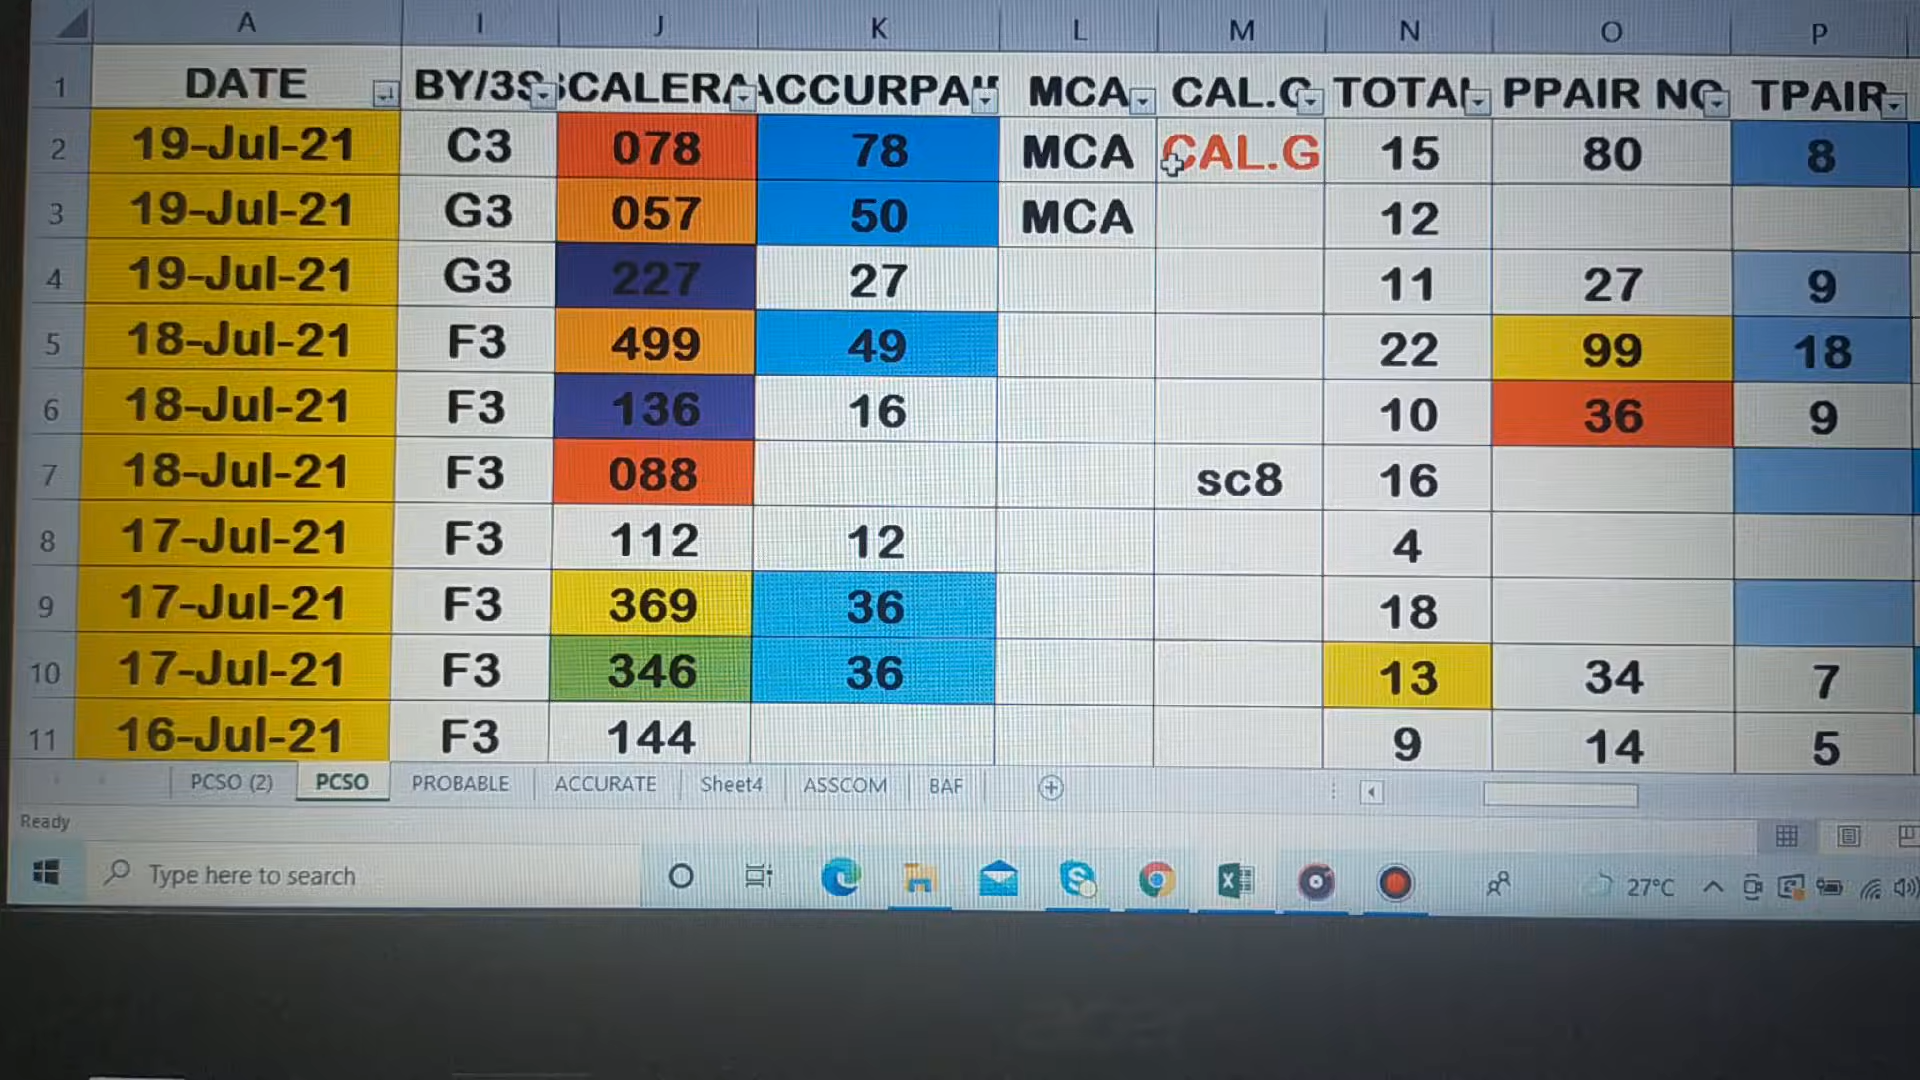 A I J K L M N O P
1 DATE BY/3S CALERA ACCURPA MCA CAL.G TOTAL PPAIR NO TPAIR
2 19-Jul-21 C3 078 78 MCA CAL.G 15 80 8
3 19-Jul-21 G3 057 50 MCA 12
4 19-Jul-21 G3 227 27 11 27 9
5 18-Jul-21 F3 499 49 22 99 18
6 18-Jul-21 F3 136 16 10 36 9
7 18-Jul-21 F3 088 sc8 16
8 17-Jul-21 F3 112 12 4
9 17-Jul-21 F3 369 36 18
10 17-Jul-21 F3 346 36 13 34 7
11 16-Jul-21 F3 144 9 14 5
PCSO (2) PCSO PROBABLE ACCURATE Sheet4 ASSCOM BAF
Ready
Type here to search 27°C